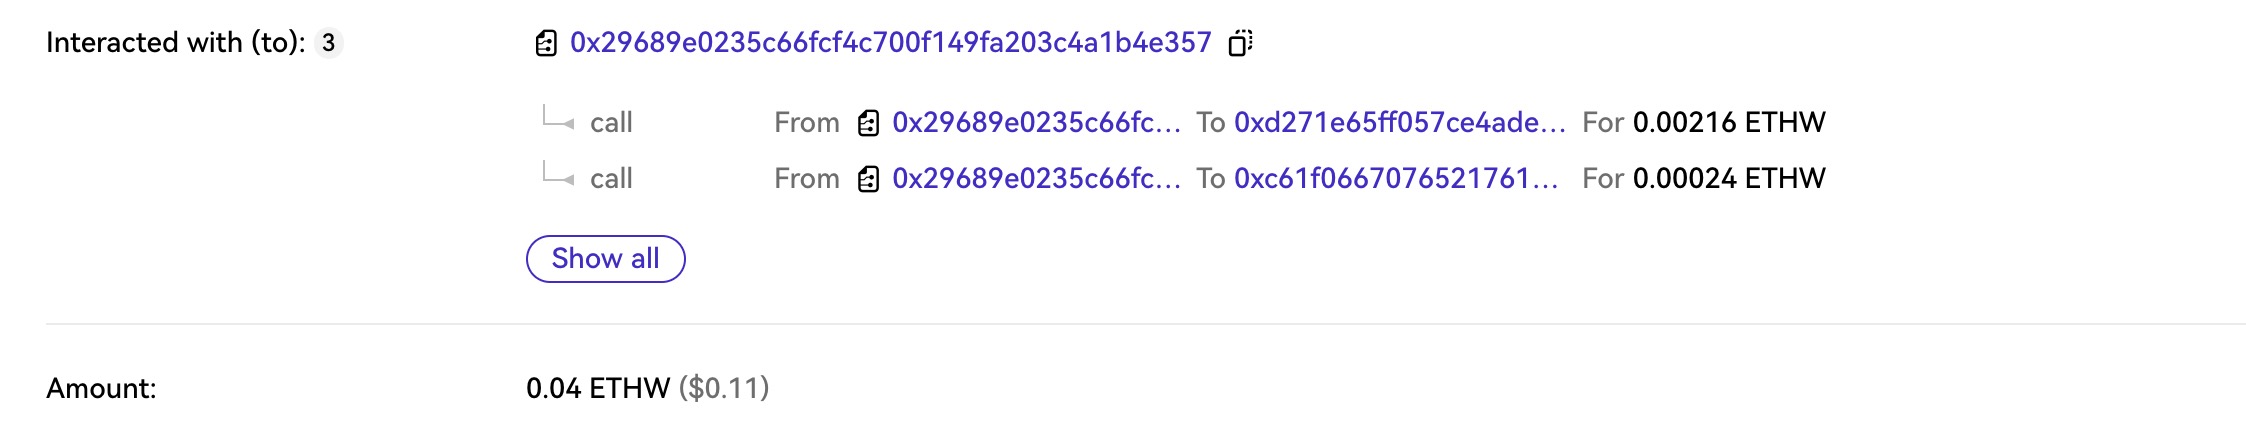 Interacted with (to): 3 0x29689e0235c66fcf4c700f149fa203c4a1b4e357
call From 0x29689e0235c66fc... To 0xd271e65ff057ce4ade... For 0.00216 ETHW
call From 0x29689e0235c66fc... To 0xc61f0667076521761... For 0.00024 ETHW
Show all
Amount: 0.04 ETHW ($0.11)